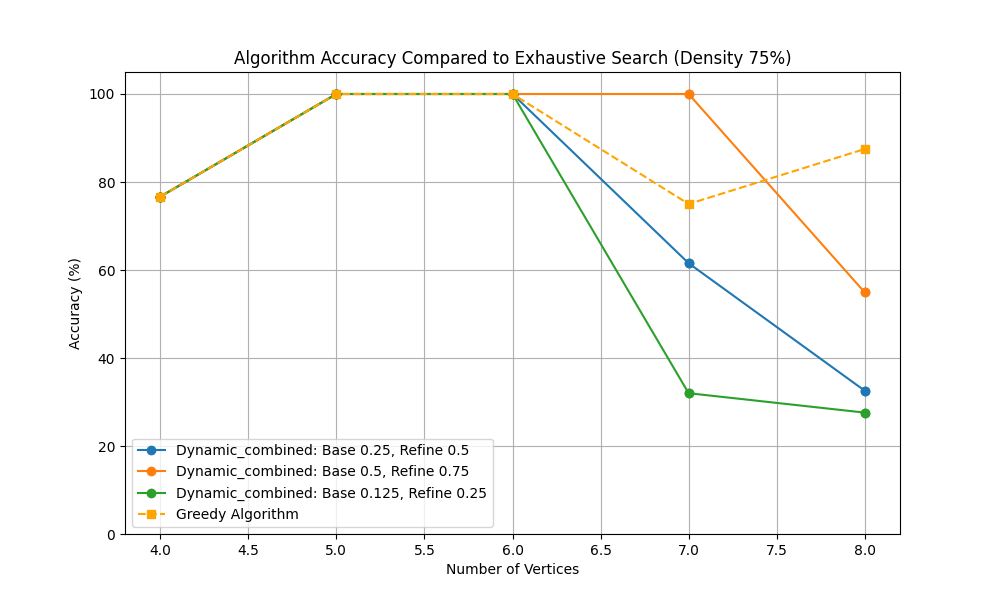 Algorithm Accuracy Compared to Exhaustive Search (Density 75%)
Accuracy (%)
100
80
60
40
20
0
Dynamic_combined: Base 0.25, Refine 0.5
Dynamic_combined: Base 0.5, Refine 0.75
Dynamic_combined: Base 0.125, Refine 0.25
Greedy Algorithm
4.0 4.5 5.0 5.5 6.0 6.5 7.0 7.5 8.0
Number of Vertices